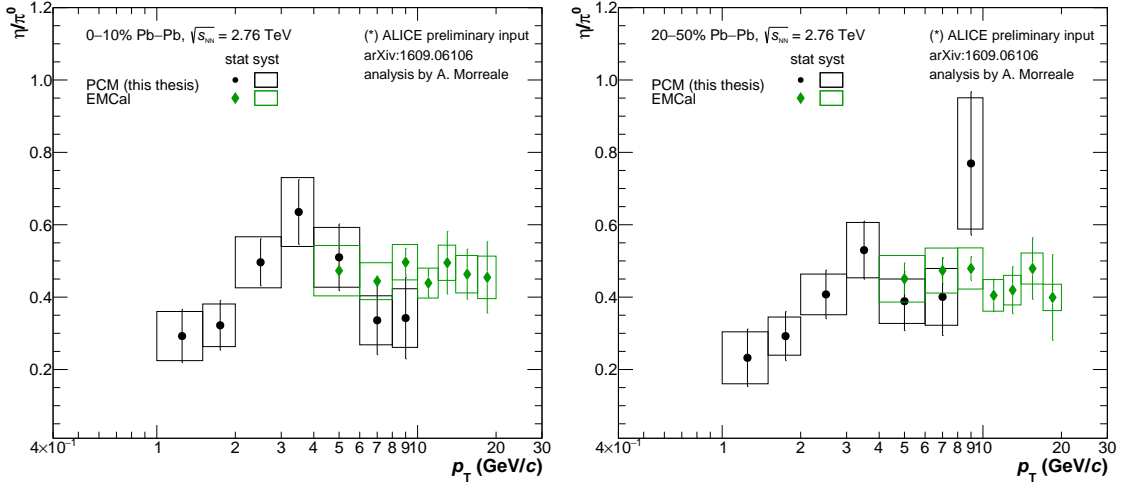 η/π⁰
0–10% Pb–Pb, √s_NN = 2.76 TeV
(*) ALICE preliminary input
arXiv:1609.06106
analysis by A. Morreale
stat syst
PCM (this thesis)
EMCal
1.2
1.0
0.8
0.6
0.4
0.2
4×10⁻¹ 1 2 3 4 5 6 7 8 9 10 20 30
p_T (GeV/c)
η/π⁰
20–50% Pb–Pb, √s_NN = 2.76 TeV
(*) ALICE preliminary input
arXiv:1609.06106
analysis by A. Morreale
stat syst
PCM (this thesis)
EMCal
1.2
1.0
0.8
0.6
0.4
0.2
4×10⁻¹ 1 2 3 4 5 6 7 8 9 10 20 30
p_T (GeV/c)